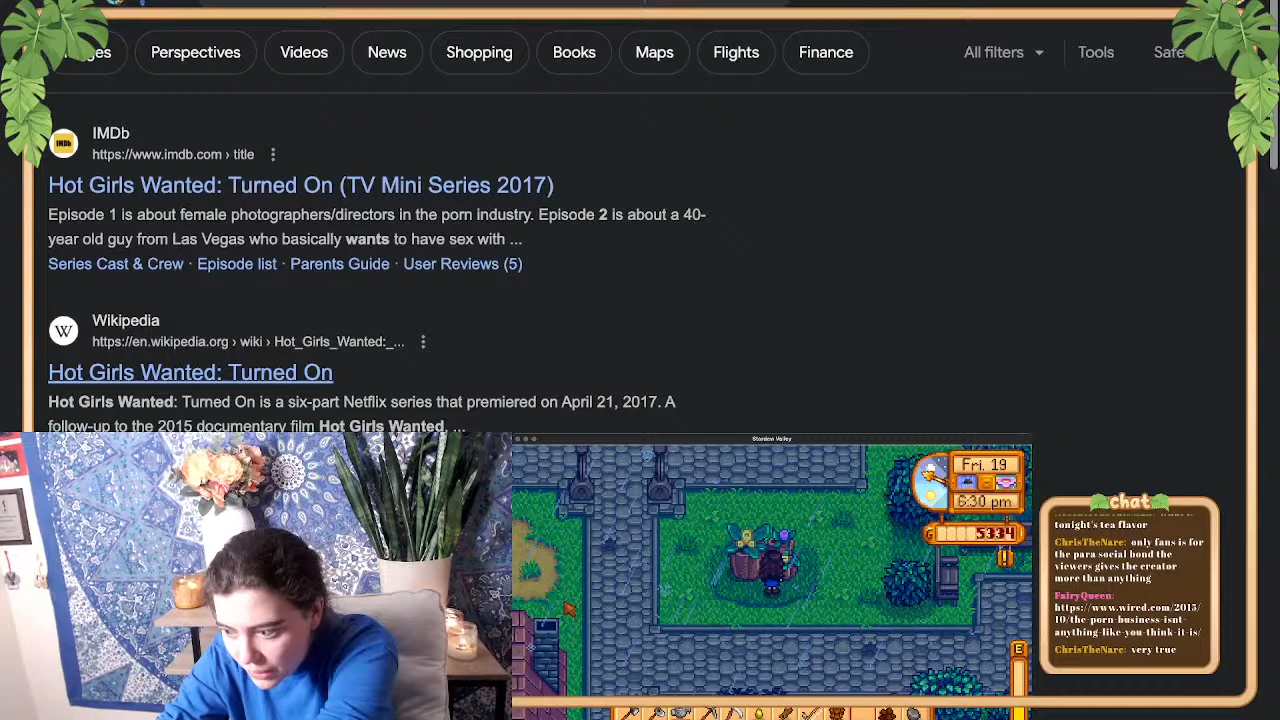 Perspectives
Videos
News
Shopping
Books
Maps
Flights
Finance
All filters
Tools
IMDb
https://www.imdb.com › title
Hot Girls Wanted: Turned On (TV Mini Series 2017)
Episode 1 is about female photographers/directors in the porn industry. Episode 2 is about a 40-
year old guy from Las Vegas who basically wants to have sex with ...
Series Cast & Crew · Episode list · Parents Guide · User Reviews (5)
W
Wikipedia
https://en.wikipedia.org › wiki › Hot_Girls_Wanted:_...
Hot Girls Wanted: Turned On
Hot Girls Wanted: Turned On is a six-part Netflix series that premiered on April 21, 2017. A
follow-up to the 2015 documentary film Hot Girls Wanted, ...
Stardew Valley
Fri. 19
6:30 pm
5334
E
chat
tonight's tea flavor
ChrisTheNare: only fans is for
the para social bond the
viewers gives the creator
more than anything
FairyQueen:
https://www.wired.com/2015/
10/the-porn-business-isnt-
anything-like-you-think-it-is/
ChrisTheNare: very true